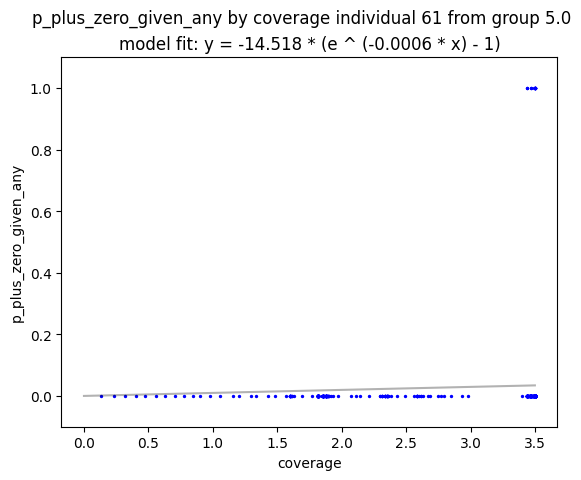 p_plus_zero_given_any by coverage individual 61 from group 5.0
model fit: y = -14.518 * (e ^ (-0.0006 * x) - 1)
1.0
0.8
0.6
0.4
0.2
0.0
p_plus_zero_given_any
0.0 0.5 1.0 1.5 2.0 2.5 3.0 3.5
coverage